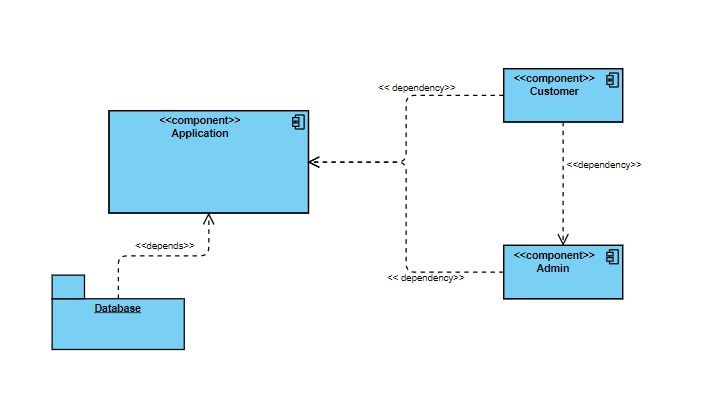 <<component>>
Customer
<< dependency>>
<<component>>
Application
<<dependency>>
<<depends>>
<<component>>
Admin
<< dependency>>
Database